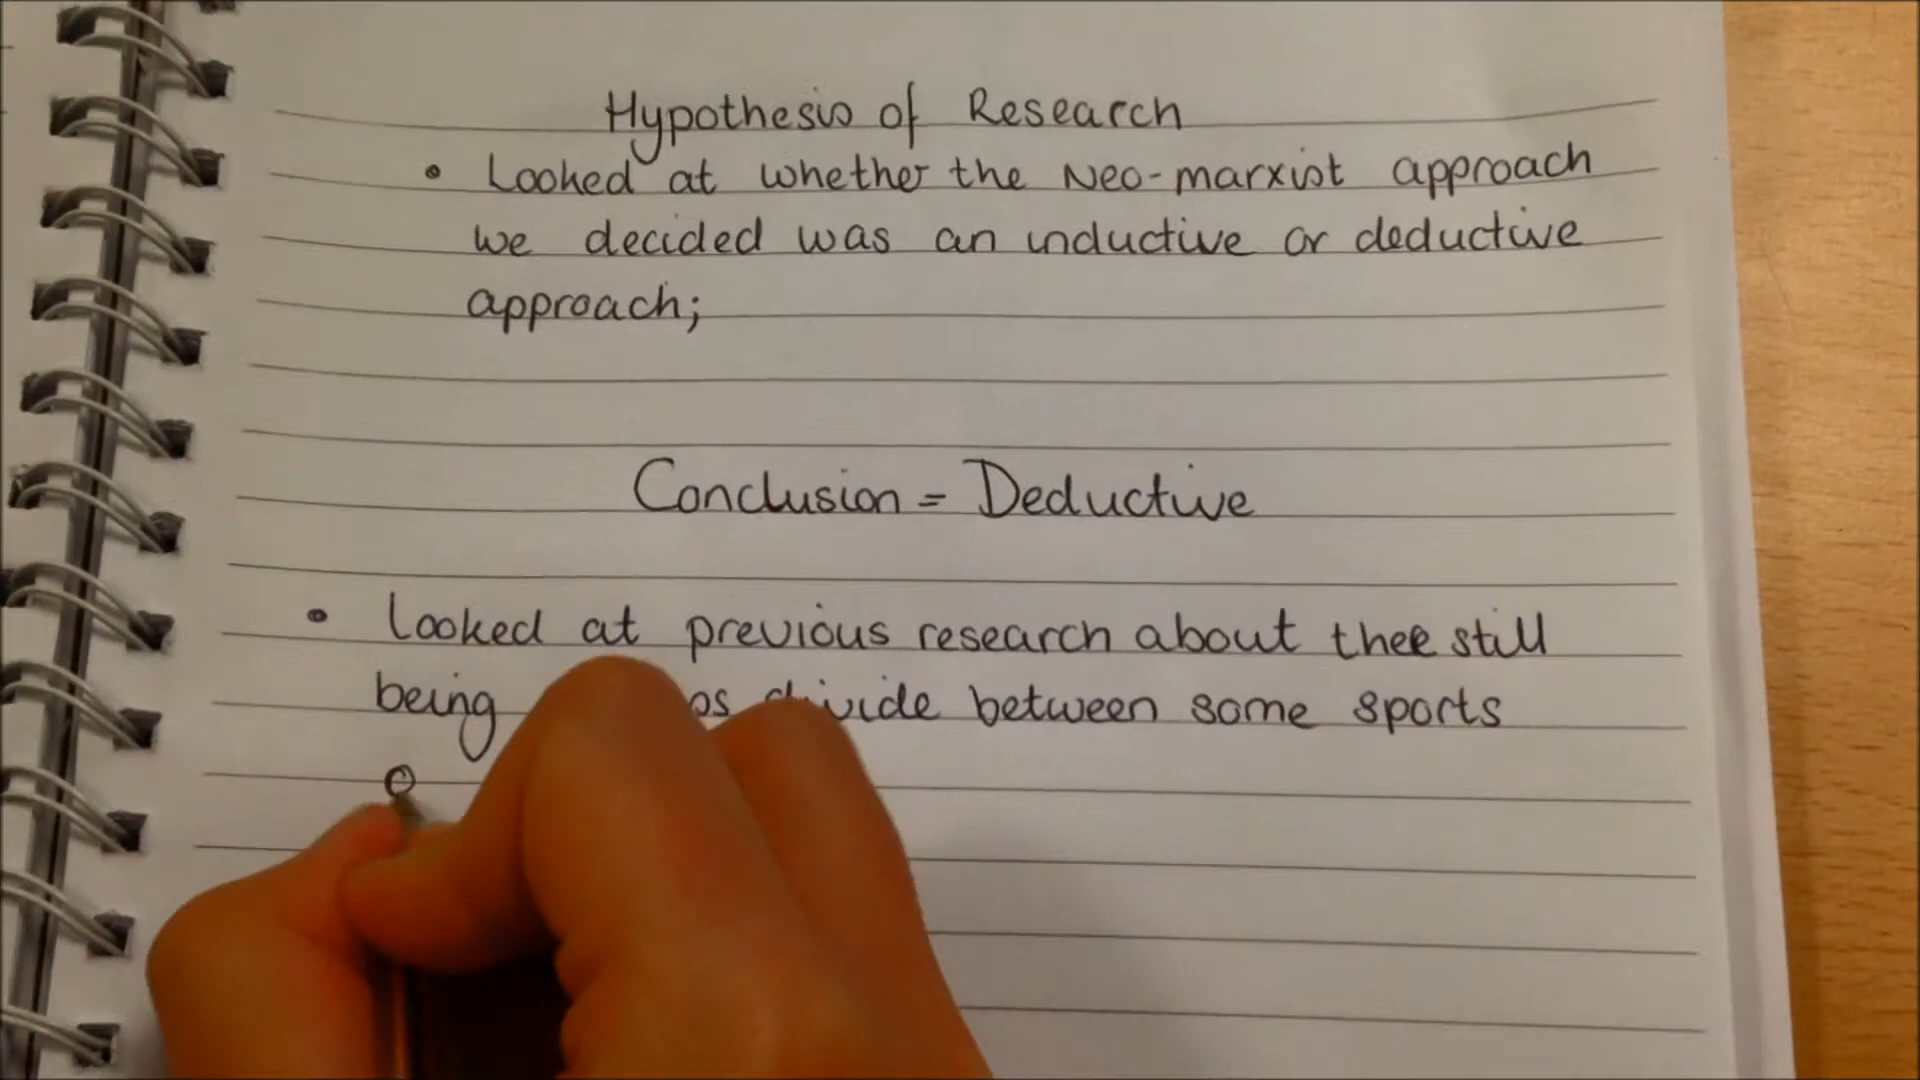 Hypothesis of Research
• Looked at whether the Neo-marxist approach
we decided was an inductive or deductive
approach;
Conclusion = Deductive
• Looked at previous research about thee still
being divide between some sports